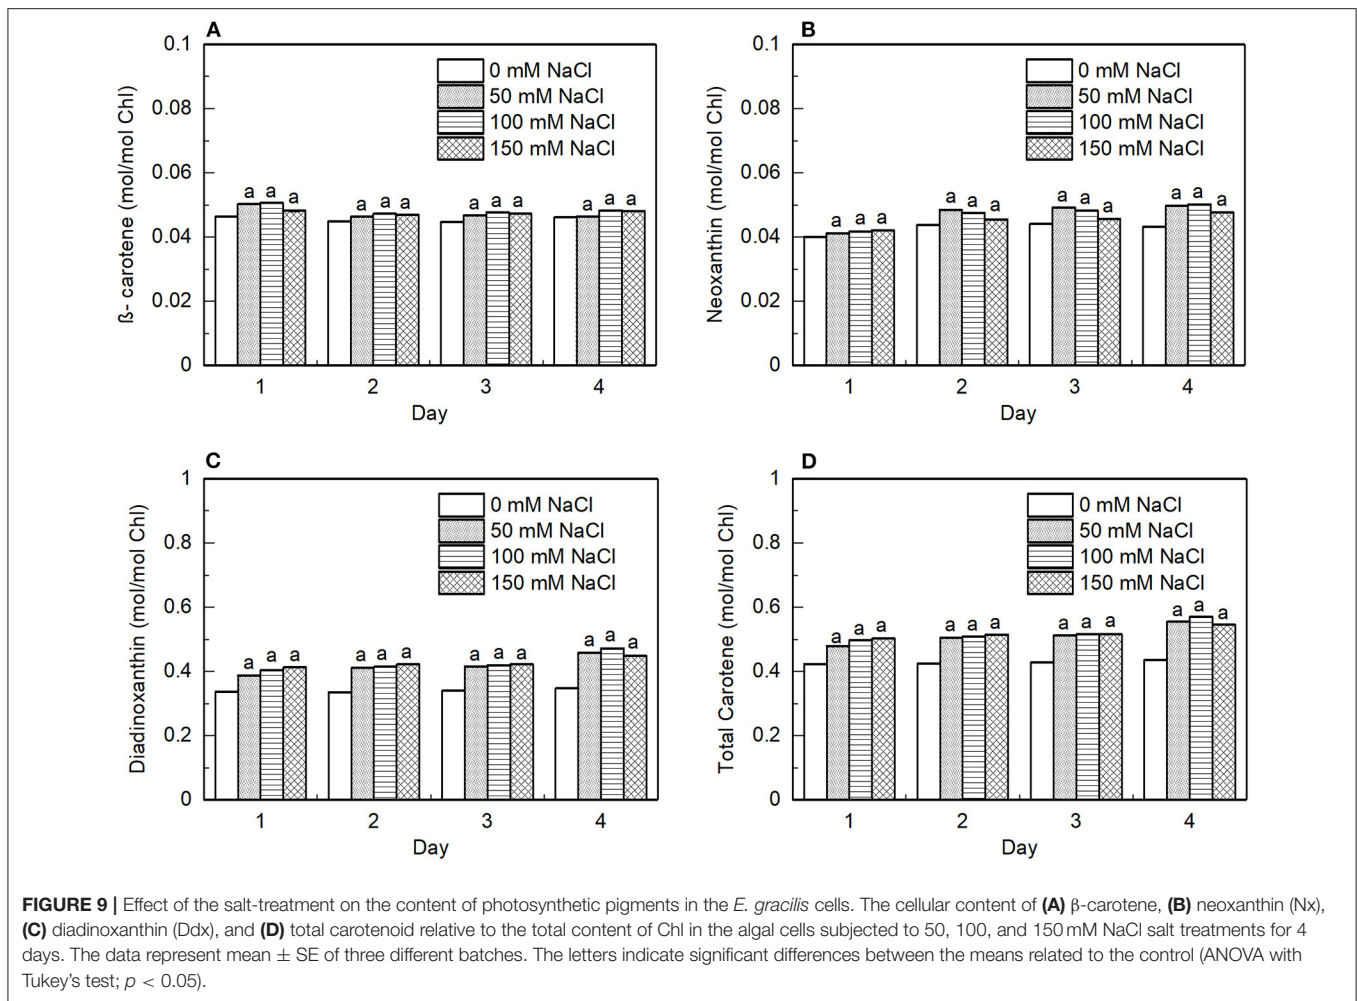 A
ß- carotene (mol/mol Chl)
0.1
0.08
0.06
0.04
0.02
0
0 mM NaCl
50 mM NaCl
100 mM NaCl
150 mM NaCl
a a a
a a a
a a a
a a a
1 2 3 4
Day
B
Neoxanthin (mol/mol Chl)
0.1
0.08
0.06
0.04
0.02
0
0 mM NaCl
50 mM NaCl
100 mM NaCl
150 mM NaCl
a a a
a a a
a a a
a a a
1 2 3 4
Day
C
Diadinoxanthin (mol/mol Chl)
1
0.8
0.6
0.4
0.2
0
0 mM NaCl
50 mM NaCl
100 mM NaCl
150 mM NaCl
a a a
a a a
a a a
a a a
1 2 3 4
Day
D
Total Carotene (mol/mol Chl)
1
0.8
0.6
0.4
0.2
0
0 mM NaCl
50 mM NaCl
100 mM NaCl
150 mM NaCl
a a a
a a a
a a a
a a a
1 2 3 4
Day
FIGURE 9 | Effect of the salt-treatment on the content of photosynthetic pigments in the E. gracilis cells. The cellular content of (A) β-carotene, (B) neoxanthin (Nx),
(C) diadinoxanthin (Ddx), and (D) total carotenoid relative to the total content of Chl in the algal cells subjected to 50, 100, and 150 mM NaCl salt treatments for 4
days. The data represent mean ± SE of three different batches. The letters indicate significant differences between the means related to the control (ANOVA with
Tukey's test; p < 0.05).